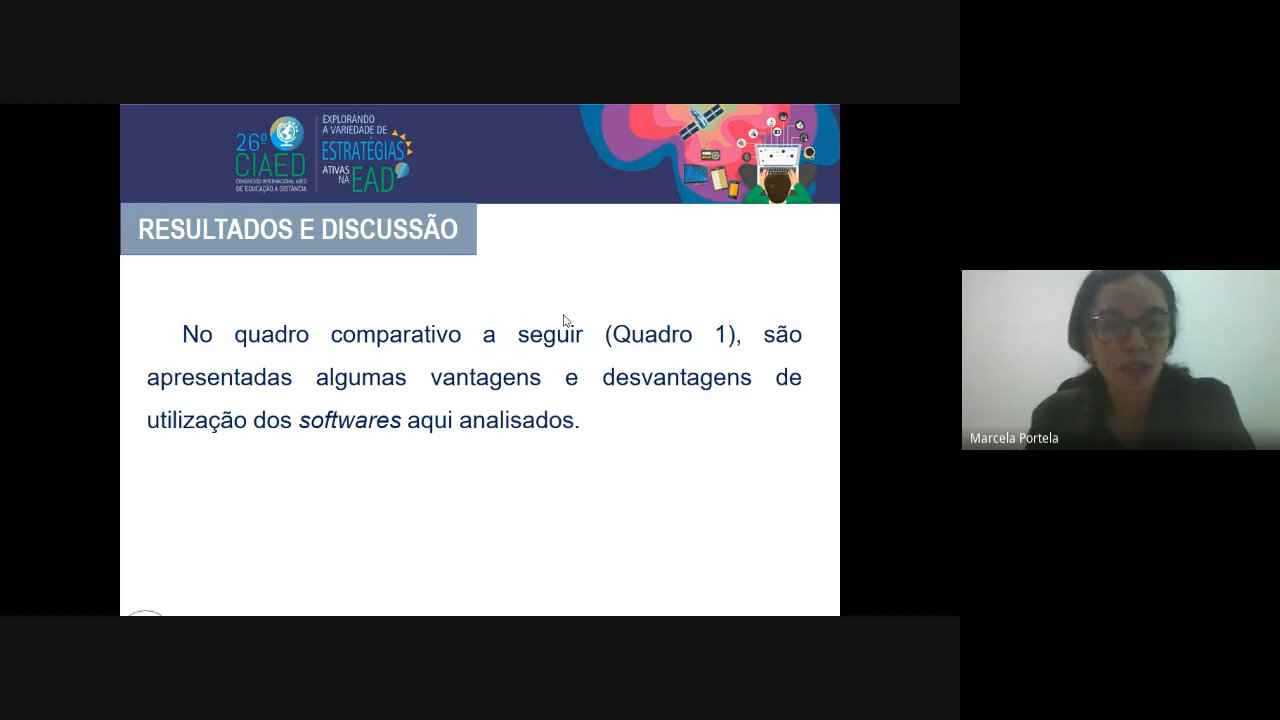 26º
CIAED
CONGRESSO INTERNACIONAL ABED
DE EDUCAÇÃO A DISTÂNCIA
EXPLORANDO
A VARIEDADE DE
ESTRATÉGIAS
ATIVAS
NA EAD
RESULTADOS E DISCUSSÃO
No quadro comparativo a seguir (Quadro 1), são
apresentadas algumas vantagens e desvantagens de
utilização dos softwares aqui analisados.
Marcela Portela